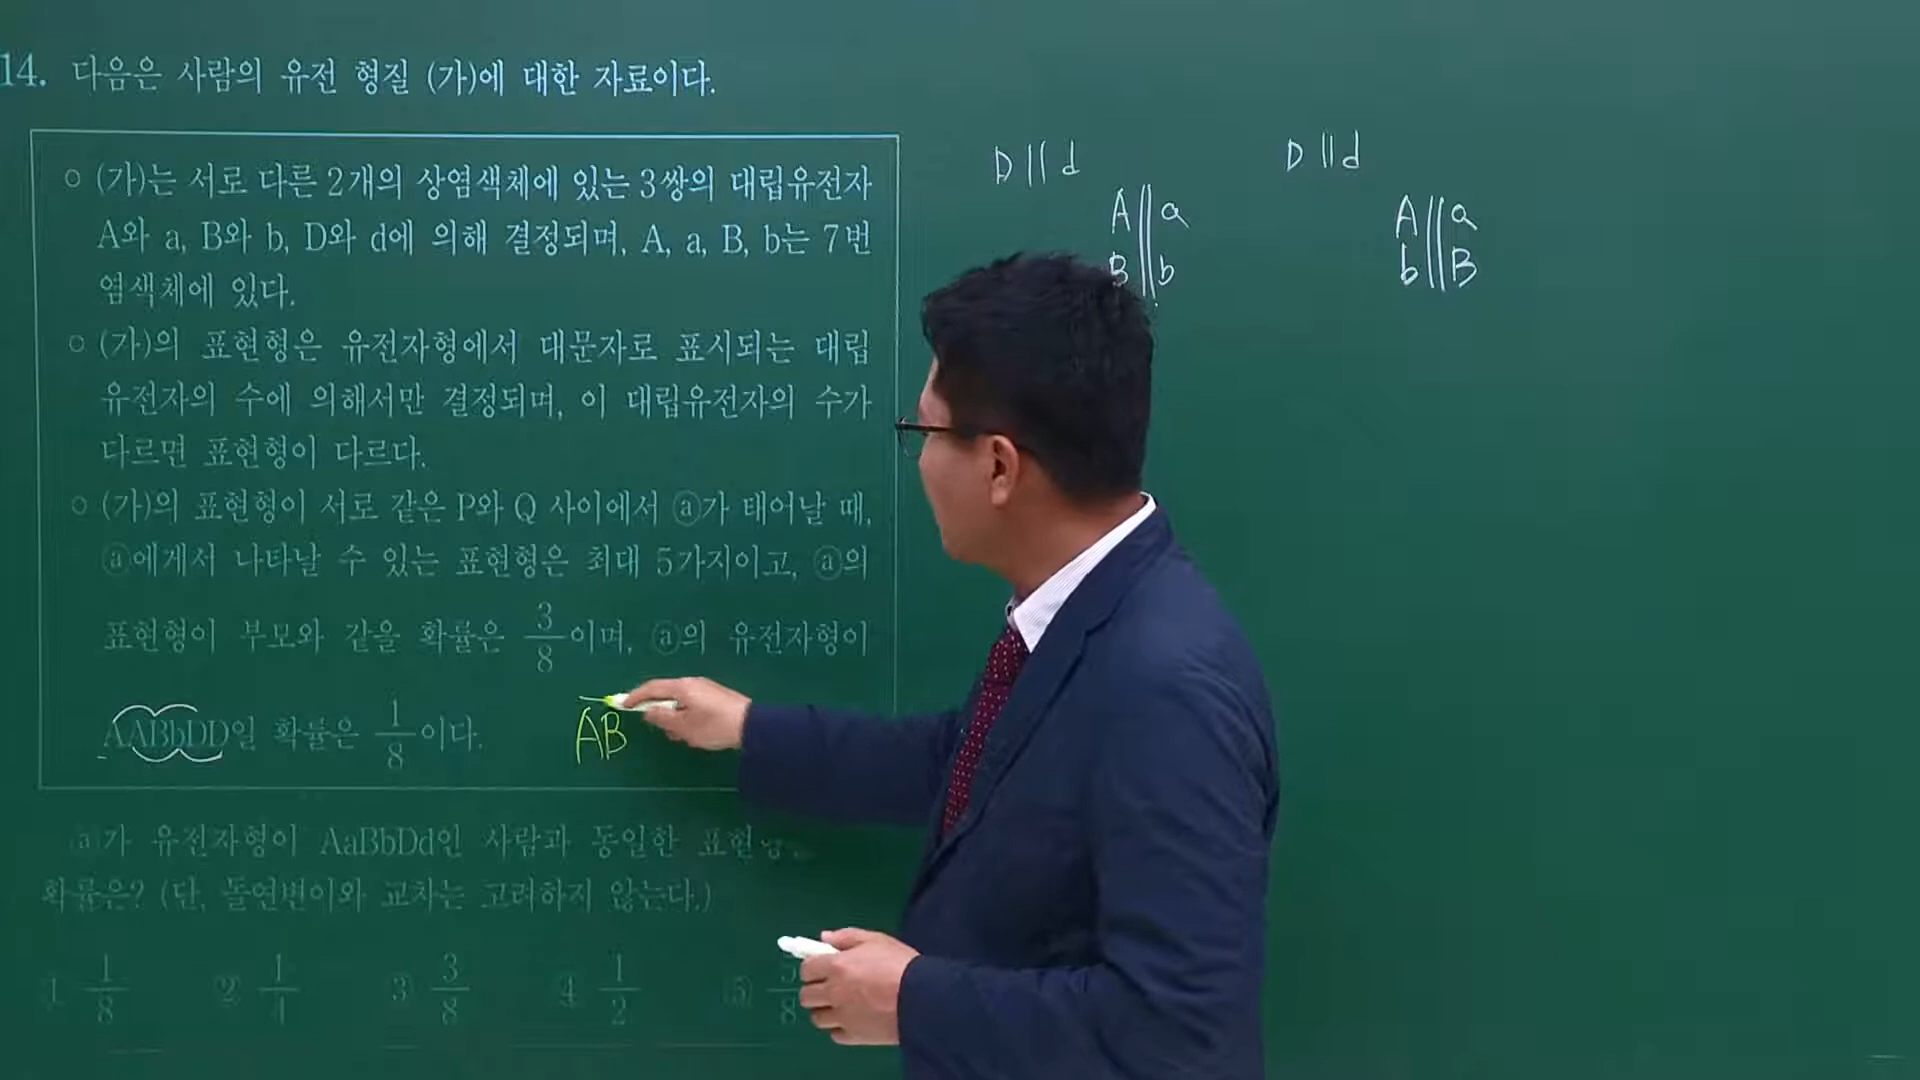 14. 다음은 사람의 유전 형질 (가)에 대한 자료이다.
○ (가)는 서로 다른 2개의 상염색체에 있는 3쌍의 대립유전자
A와 a, B와 b, D와 d에 의해 결정되며, A, a, B, b는 7번
염색체에 있다.
○ (가)의 표현형은 유전자형에서 대문자로 표시되는 대립
유전자의 수에 의해서만 결정되며, 이 대립유전자의 수가
다르면 표현형이 다르다.
○ (가)의 표현형이 서로 같은 P와 Q 사이에서 ⓐ가 태어날 때,
ⓐ에게서 나타날 수 있는 표현형은 최대 5가지이고, ⓐ의
표현형이 부모와 같을 확률은 3/8이며, ⓐ의 유전자형이
AABbDD일 확률은 1/8이다.
AB
ⓐ가 유전자형이 AaBbDd인 사람과 동일한
확률은? (단, 돌연변이와 교차는 고려하지 않는다.)
① 1/8 ② 1/4 ③ 3/8 ④ 1/2 ⑤ 5/8
D || d
A || a
B || b
D || d
A || a
b || B